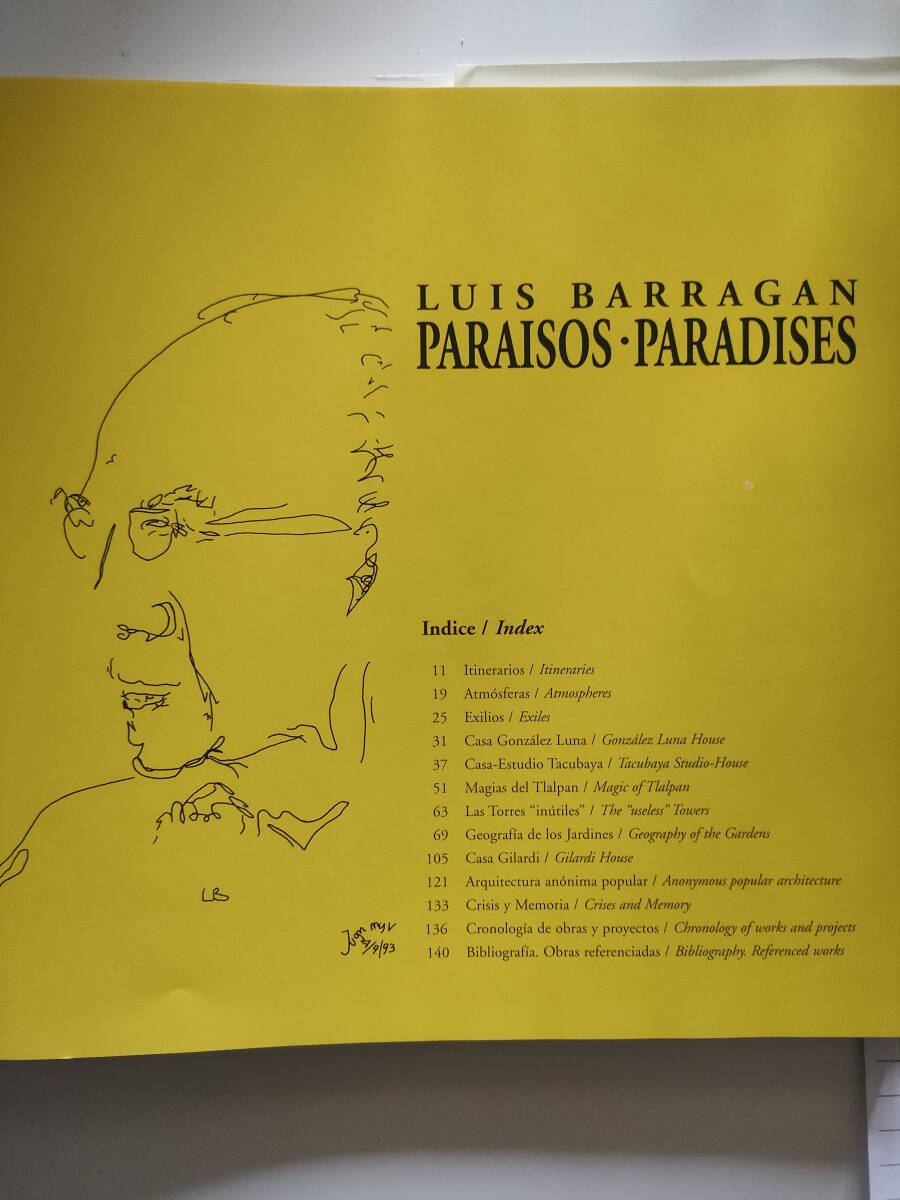 LUIS BARRAGAN
PARAISOS · PARADISES
Indice / Index
11 Itinerarios / Itineraries
19 Atmósferas / Atmospheres
25 Exilios / Exiles
31 Casa González Luna / González Luna House
37 Casa-Estudio Tacubaya / Tacubaya Studio-House
51 Magias del Tlalpan / Magic of Tlalpan
63 Las Torres “inútiles” / The “useless” Towers
69 Geografía de los Jardines / Geography of the Gardens
105 Casa Gilardi / Gilardi House
121 Arquitectura anónima popular / Anonymous popular architecture
133 Crisis y Memoria / Crises and Memory
136 Cronología de obras y proyectos / Chronology of works and projects
140 Bibliografía. Obras referenciadas / Bibliography. Referenced works
LB
Juan